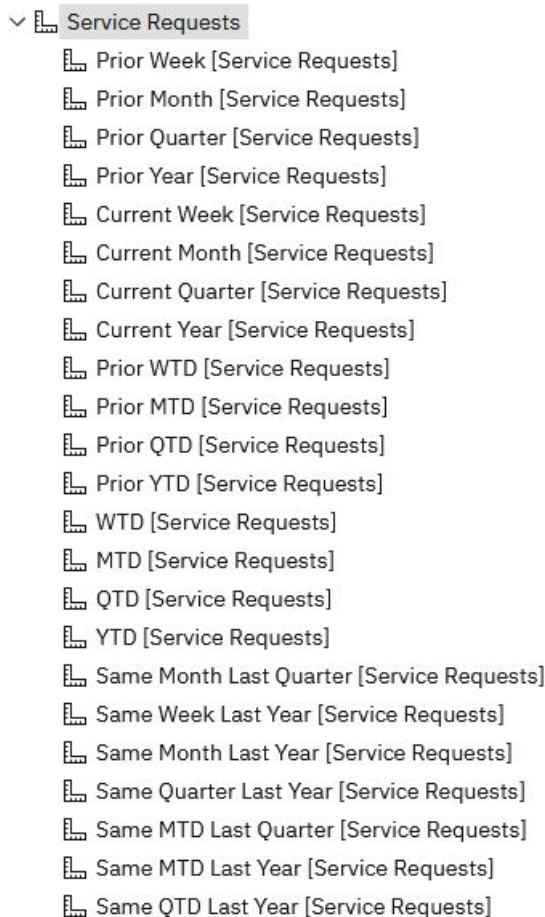 Service Requests
Prior Week [Service Requests]
Prior Month [Service Requests]
Prior Quarter [Service Requests]
Prior Year [Service Requests]
Current Week [Service Requests]
Current Month [Service Requests]
Current Quarter [Service Requests]
Current Year [Service Requests]
Prior WTD [Service Requests]
Prior MTD [Service Requests]
Prior QTD [Service Requests]
Prior YTD [Service Requests]
WTD [Service Requests]
MTD [Service Requests]
QTD [Service Requests]
YTD [Service Requests]
Same Month Last Quarter [Service Requests]
Same Week Last Year [Service Requests]
Same Month Last Year [Service Requests]
Same Quarter Last Year [Service Requests]
Same MTD Last Quarter [Service Requests]
Same MTD Last Year [Service Requests]
Same QTD Last Year [Service Requests]